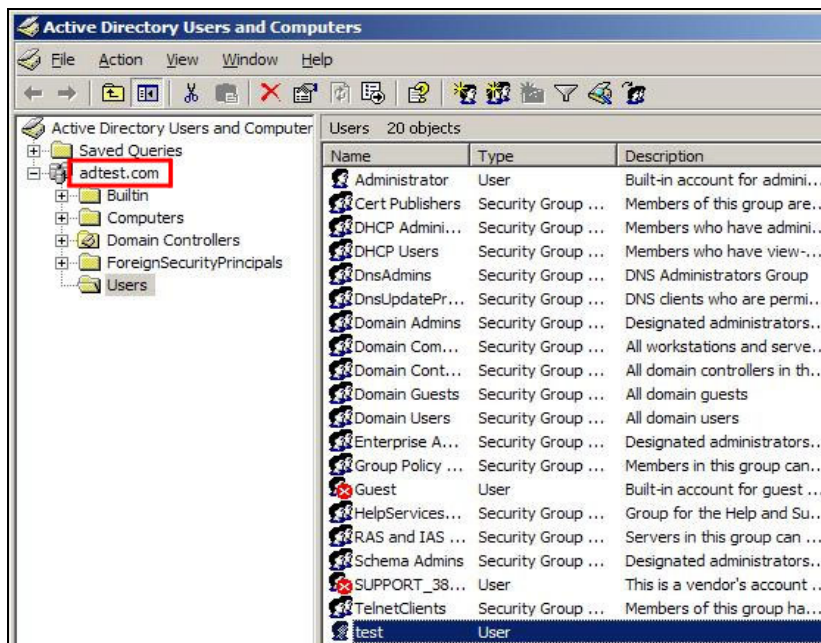 Active Directory Users and Computers
File Action View Window Help
Active Directory Users and Computer
Saved Queries
adtest.com
Builtin
Computers
Domain Controllers
ForeignSecurityPrincipals
Users
Users 20 objects
Name Type Description
Administrator User Built-in account for admini...
Cert Publishers Security Group ... Members of this group are...
DHCP Admini... Security Group ... Members who have admini...
DHCP Users Security Group ... Members who have view-...
DnsAdmins Security Group ... DNS Administrators Group
DnsUpdatePr... Security Group ... DNS clients who are permi...
Domain Admins Security Group ... Designated administrators...
Domain Com... Security Group ... All workstations and serve...
Domain Cont... Security Group ... All domain controllers in th...
Domain Guests Security Group ... All domain guests
Domain Users Security Group ... All domain users
Enterprise A... Security Group ... Designated administrators...
Group Policy ... Security Group ... Members in this group can...
Guest User Built-in account for guest ...
HelpServices... Security Group ... Group for the Help and Su...
RAS and IAS ... Security Group ... Servers in this group can ...
Schema Admins Security Group ... Designated administrators...
SUPPORT_38... User This is a vendor's account ...
TelnetClients Security Group ... Members of this group ha...
test User